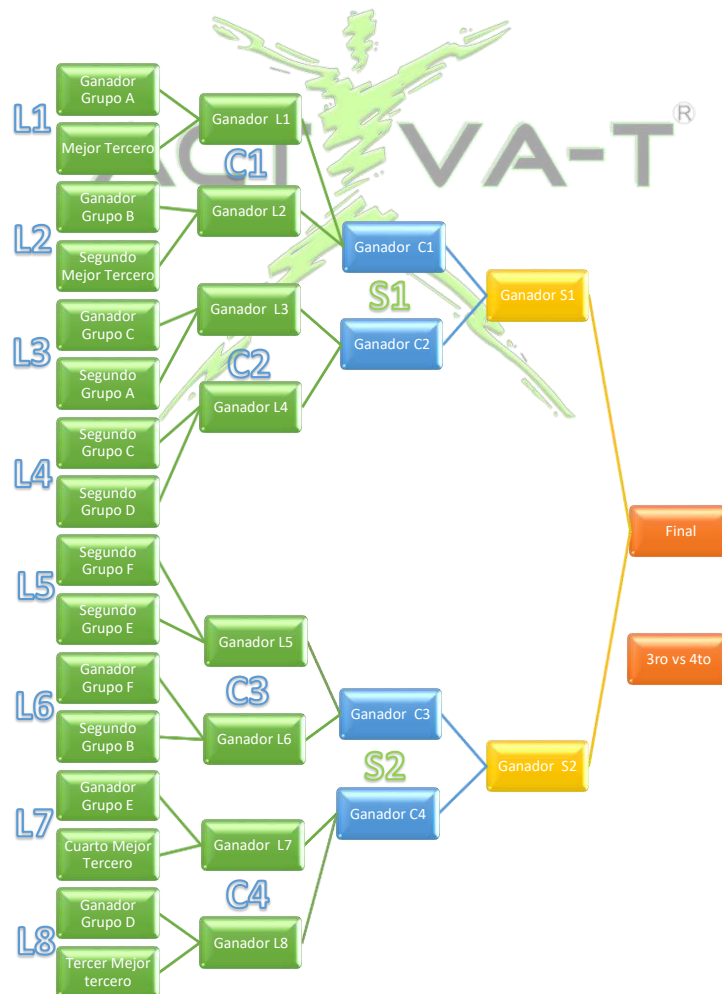 Ganador
Grupo A
L1
Mejor Tercero
Ganador L1
ACT VA-T®
C1
Ganador
Grupo B
L2
Segundo
Mejor Tercero
Ganador L2
Ganador C1
S1
Ganador S1
Ganador
Grupo C
L3
Segundo
Grupo A
Ganador L3
Ganador C2
C2
Ganador L4
Segundo
Grupo C
L4
Segundo
Grupo D
Final
Segundo
Grupo F
L5
Segundo
Grupo E
Ganador L5
3ro vs 4to
Ganador
Grupo F
L6
Segundo
Grupo B
C3
Ganador L6
Ganador C3
S2
Ganador S2
Ganador
Grupo E
L7
Cuarto Mejor
Tercero
Ganador L7
Ganador C4
C4
Ganador
Grupo D
L8
Tercer Mejor
tercero
Ganador L8